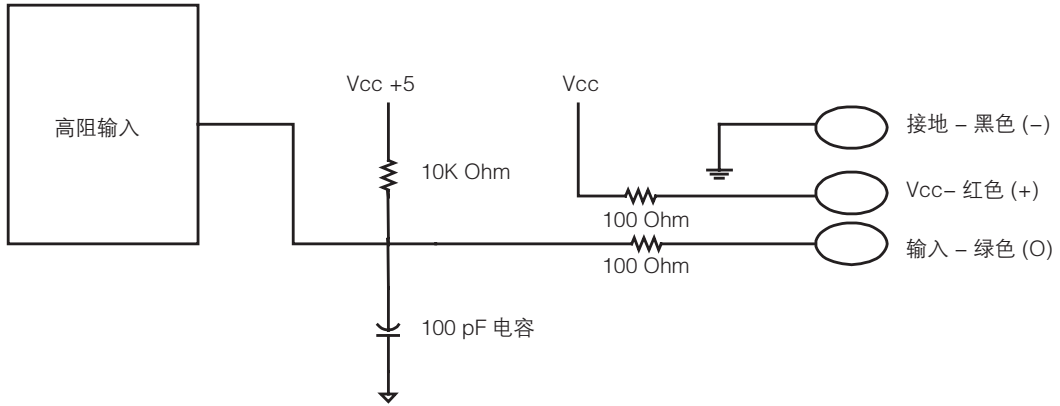 Vcc +5
Vcc
高阻输入
接地 – 黑色 (–)
10K Ohm
Vcc– 红色 (+)
100 Ohm
输入 – 绿色 (O)
100 Ohm
100 pF 电容